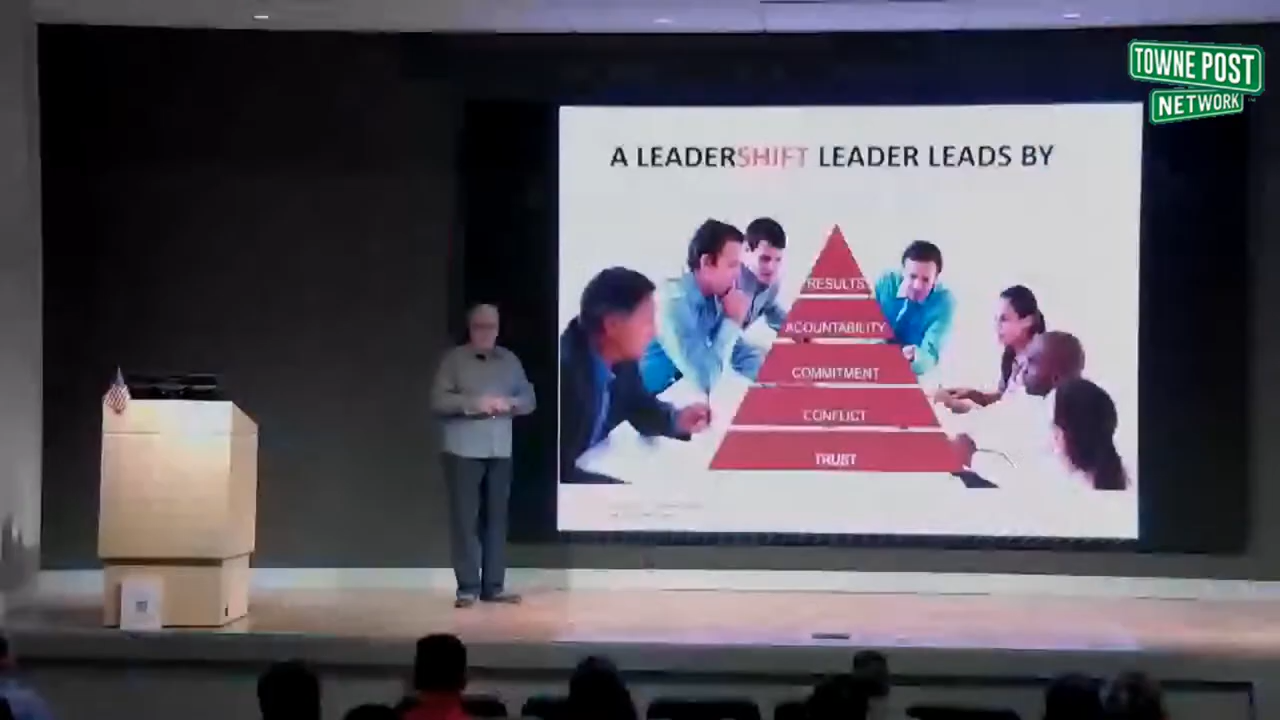 TOWNE POST
NETWORK
A LEADERSHIFT LEADER LEADS BY
RESULTS
ACOUNTABILITY
COMMITMENT
CONFLICT
TRUST